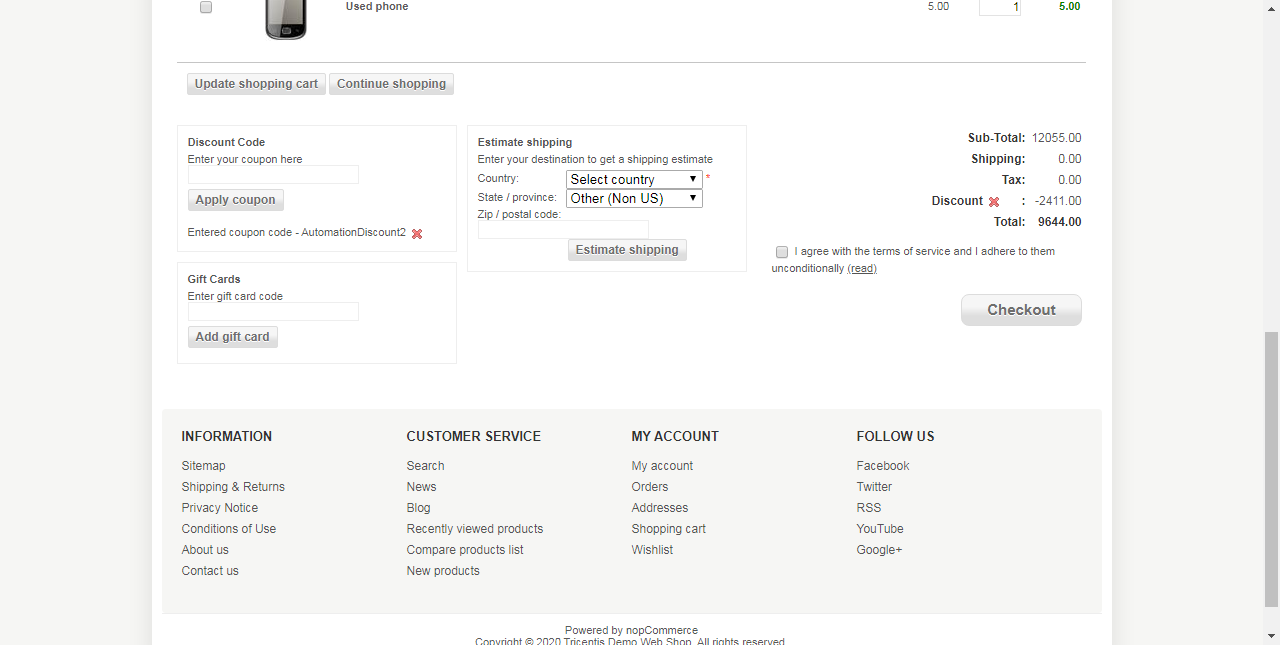 Used phone 5.00 1 5.00
Update shopping cart Continue shopping
Discount Code
Enter your coupon here
Apply coupon
Entered coupon code - AutomationDiscount2
Gift Cards
Enter gift card code
Add gift card
Estimate shipping
Enter your destination to get a shipping estimate
Country: Select country *
State / province: Other (Non US)
Zip / postal code:
Estimate shipping
Sub-Total: 12055.00
Shipping: 0.00
Tax: 0.00
Discount : -2411.00
Total: 9644.00
I agree with the terms of service and I adhere to them
unconditionally (read)
Checkout
INFORMATION
Sitemap
Shipping & Returns
Privacy Notice
Conditions of Use
About us
Contact us
CUSTOMER SERVICE
Search
News
Blog
Recently viewed products
Compare products list
New products
MY ACCOUNT
My account
Orders
Addresses
Shopping cart
Wishlist
FOLLOW US
Facebook
Twitter
RSS
YouTube
Google+
Powered by nopCommerce
Copyright © 2020 Tricentis Demo Web Shop. All rights reserved.